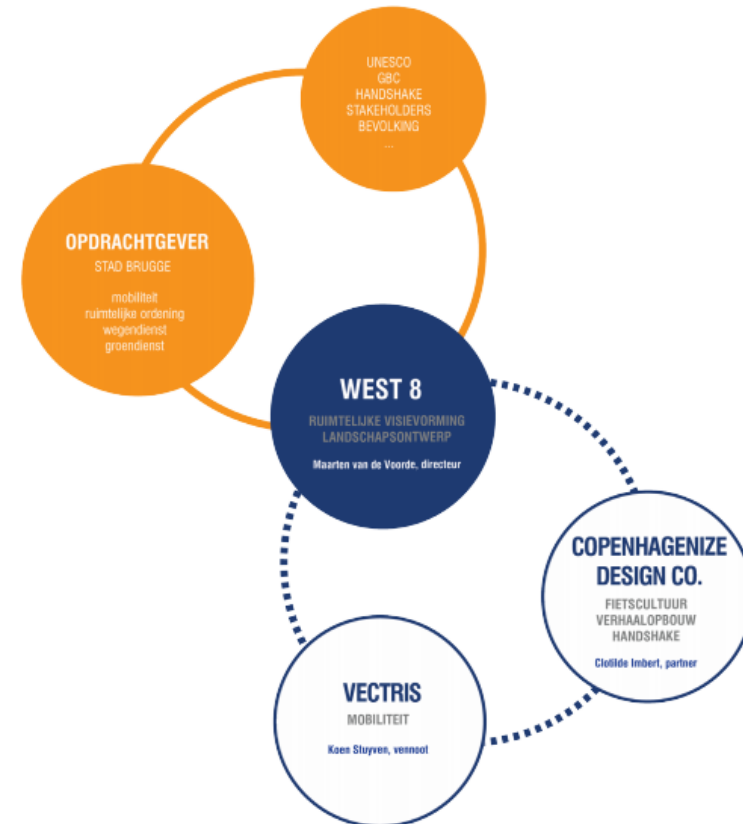 UNESCO
GBC
HANDSHAKE
STAKEHOLDERS
BEVOLKING
...
OPDRACHTGEVER
STAD BRUGGE
mobiliteit
ruimtelijke ordening
wegendienst
groendienst
WEST 8
RUIMTELIJKE VISIEVORMING
LANDSCHAPSONTWERP
Maarten van de Voorde, directeur
COPENHAGENIZE
DESIGN CO.
FIETSCULTUUR
VERHAALOPBOUW
HANDSHAKE
Clotilde Imbert, partner
VECTRIS
MOBILITEIT
Koen Stuyven, vennoot